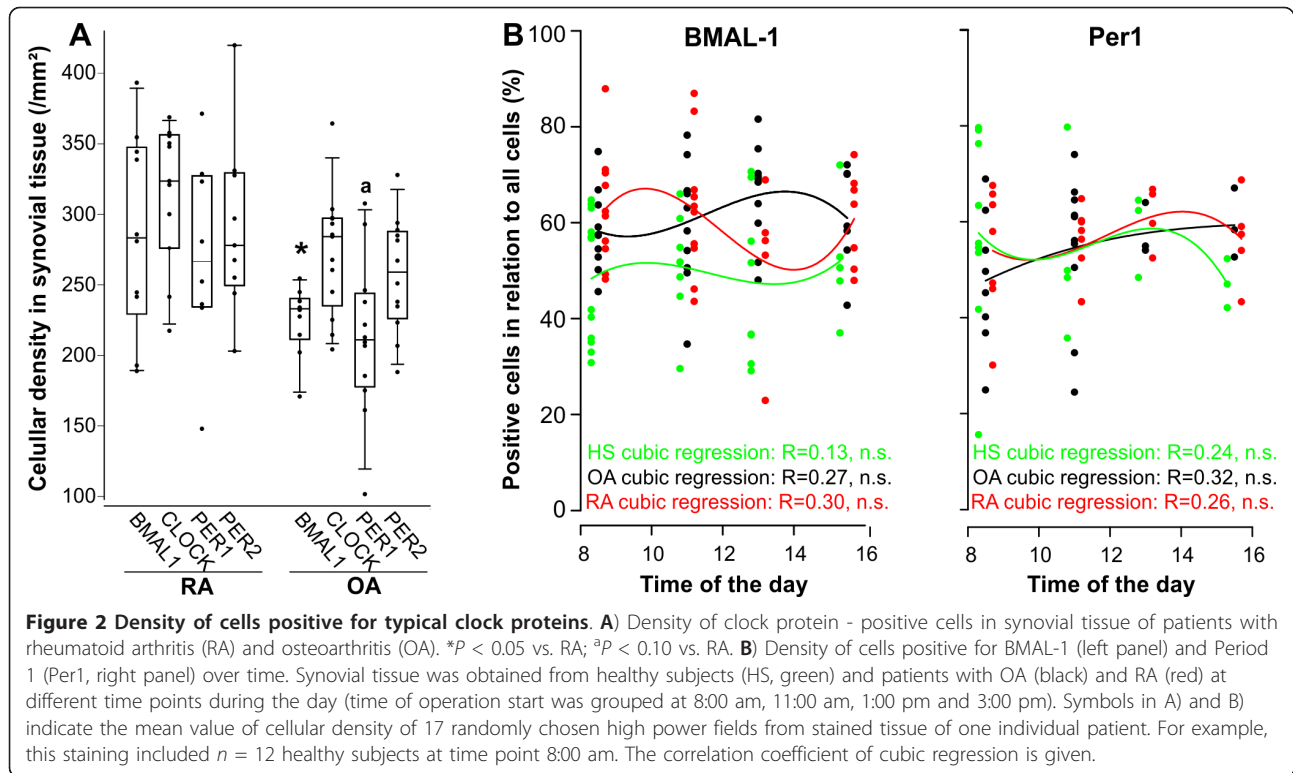 A
Celullar density in synovial tissue (/mm²)
400
350
300
250
200
150
100
*
a
BMAL1
CLOCK
PER1
PER2
BMAL1
CLOCK
PER1
PER2
RA
OA
B
BMAL-1
Per1
Positive cells in relation to all cells (%)
100
80
60
40
20
0
HS cubic regression: R=0.13, n.s.
OA cubic regression: R=0.27, n.s.
RA cubic regression: R=0.30, n.s.
HS cubic regression: R=0.24, n.s.
OA cubic regression: R=0.32, n.s.
RA cubic regression: R=0.26, n.s.
8 10 12 14 16
8 10 12 14 16
Time of the day
Time of the day
Figure 2 Density of cells positive for typical clock proteins. A) Density of clock protein - positive cells in synovial tissue of patients with
rheumatoid arthritis (RA) and osteoarthritis (OA). *P < 0.05 vs. RA; ᵃP < 0.10 vs. RA. B) Density of cells positive for BMAL-1 (left panel) and Period
1 (Per1, right panel) over time. Synovial tissue was obtained from healthy subjects (HS, green) and patients with OA (black) and RA (red) at
different time points during the day (time of operation start was grouped at 8:00 am, 11:00 am, 1:00 pm and 3:00 pm). Symbols in A) and B)
indicate the mean value of cellular density of 17 randomly chosen high power fields from stained tissue of one individual patient. For example,
this staining included n = 12 healthy subjects at time point 8:00 am. The correlation coefficient of cubic regression is given.